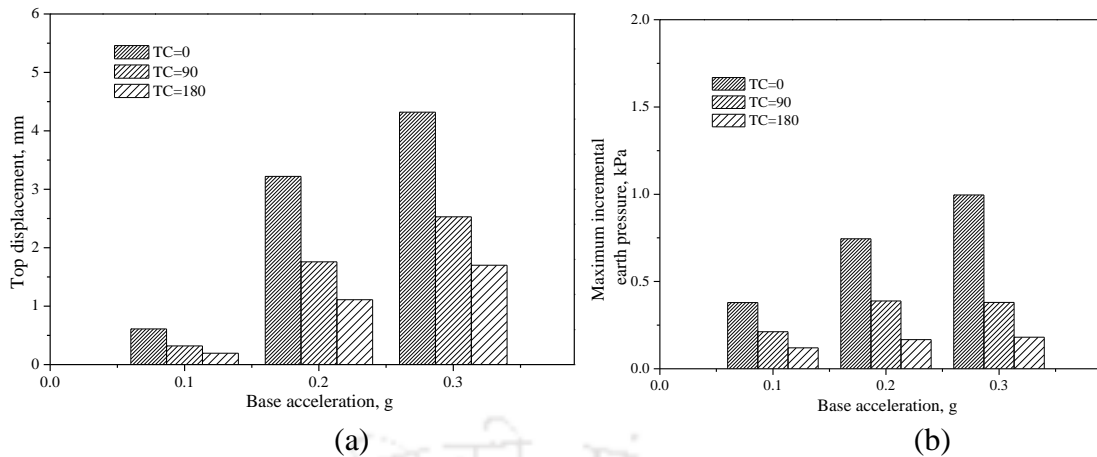 6
5
4
3
2
1
0
Top displacement, mm
TC=0
TC=90
TC=180
0.0
0.1
0.2
0.3
Base acceleration, g
(a)
2.0
1.5
1.0
0.5
0.0
Maximum incremental
earth pressure, kPa
TC=0
TC=90
TC=180
0.0
0.1
0.2
0.3
Base acceleration, g
(b)